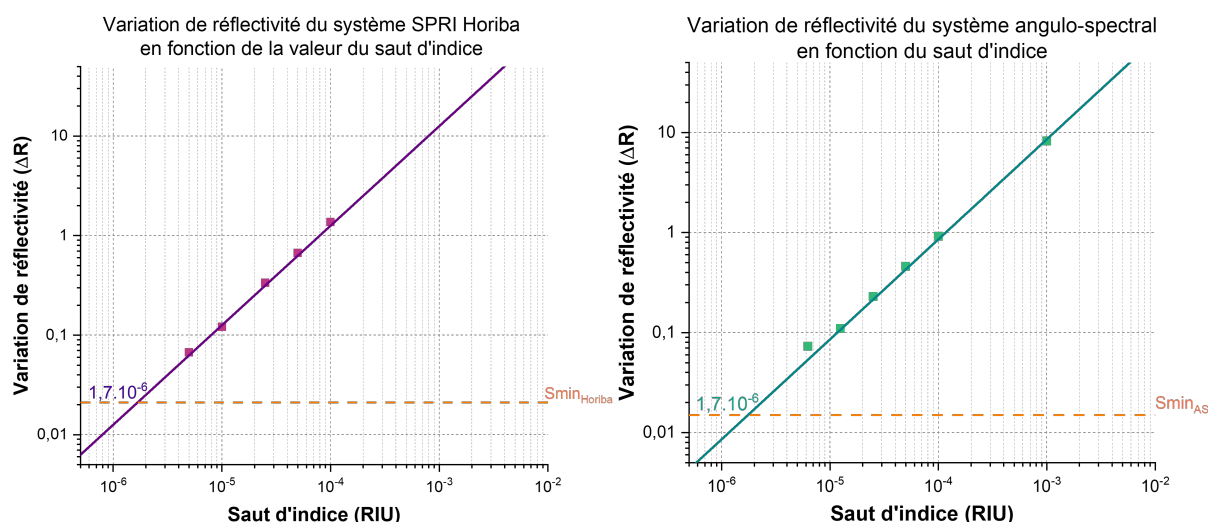 Variation de réflectivité du système SPRI Horiba
en fonction de la valeur du saut d'indice
Variation de réflectivité (ΔR)
10
1
0,1
0,01
1,7.10⁻⁶
Smin_Horiba
10⁻⁶ 10⁻⁵ 10⁻⁴ 10⁻³ 10⁻²
Saut d'indice (RIU)
Variation de réflectivité du système angulo-spectral
en fonction du saut d'indice
Variation de réflectivité (ΔR)
10
1
0,1
0,01
1,7.10⁻⁶
Smin_AS
10⁻⁶ 10⁻⁵ 10⁻⁴ 10⁻³ 10⁻²
Saut d'indice (RIU)